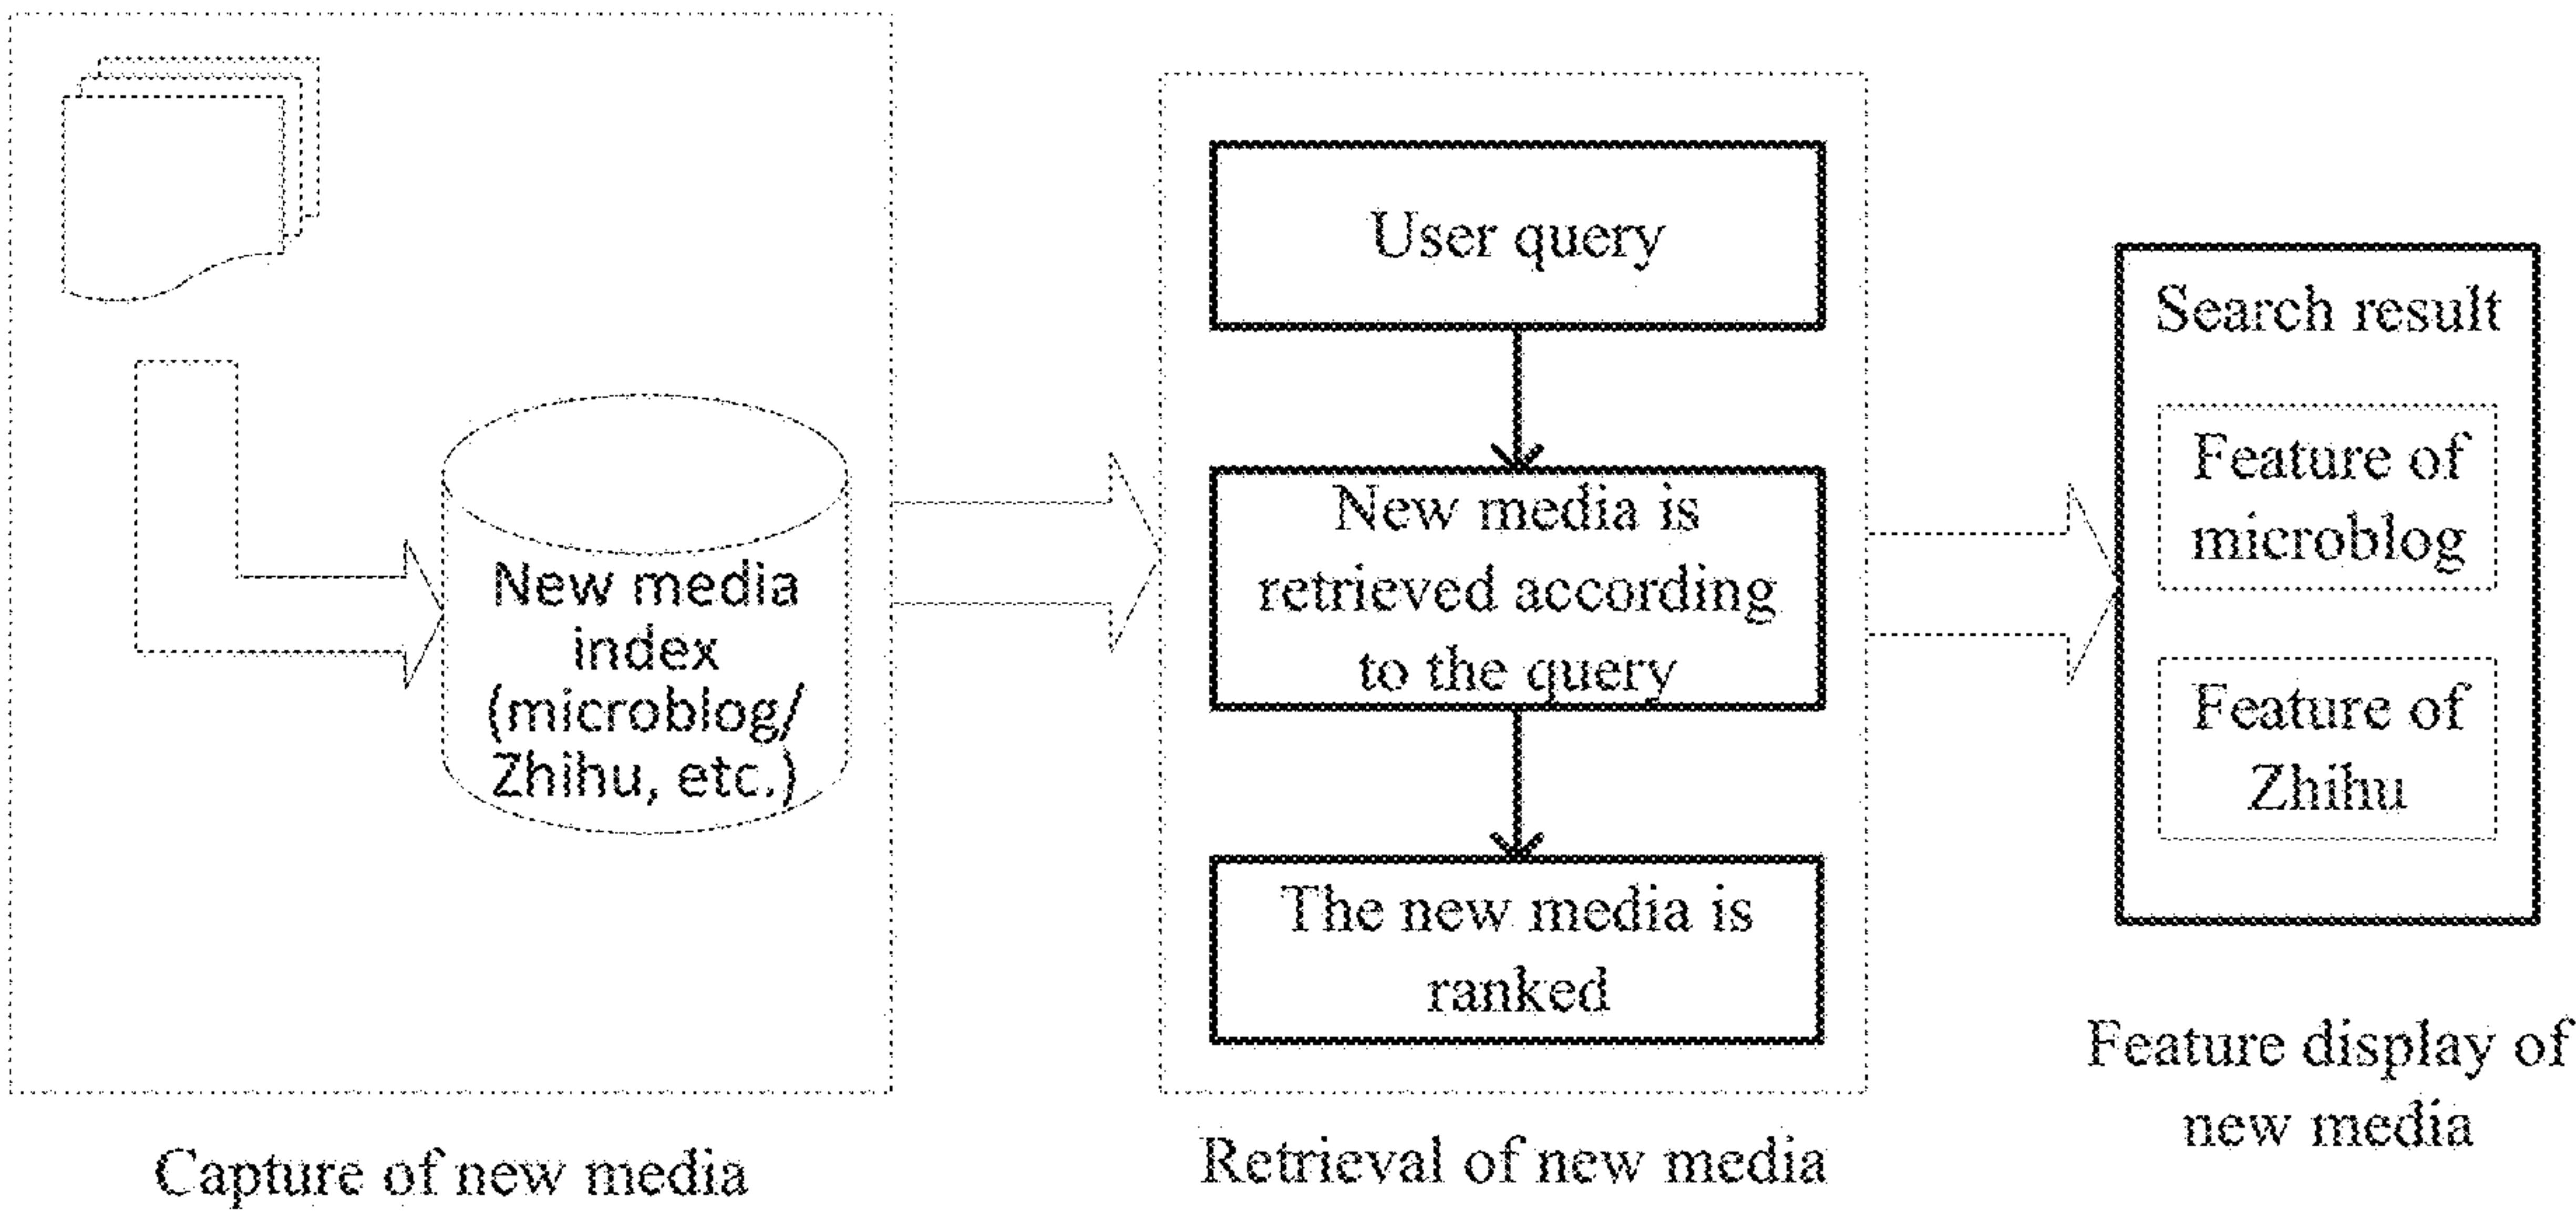 New media
index
(microblog/
Zhihu, etc.)
Capture of new media
User query
New media is
retrieved according
to the query
The new media is
ranked
Retrieval of new media
Search result
Feature of
microblog
Feature of
Zhihu
Feature display of
new media